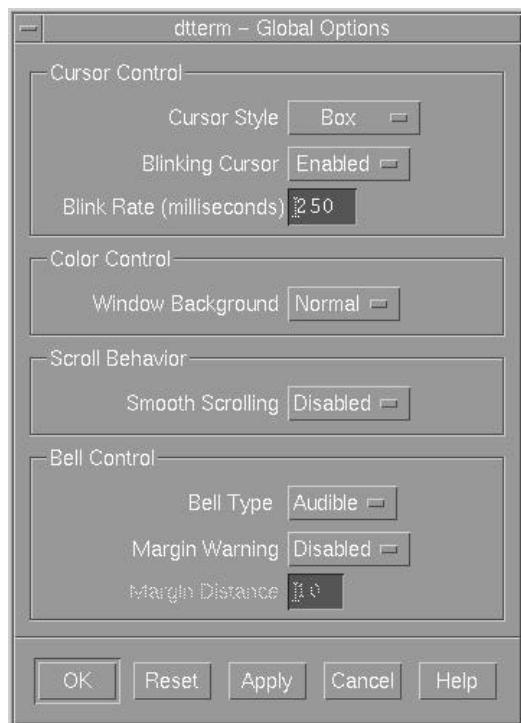 dtterm – Global Options
Cursor Control
Cursor Style Box
Blinking Cursor Enabled
Blink Rate (milliseconds) 250
Color Control
Window Background Normal
Scroll Behavior
Smooth Scrolling Disabled
Bell Control
Bell Type Audible
Margin Warning Disabled
Margin Distance 10
OK Reset Apply Cancel Help